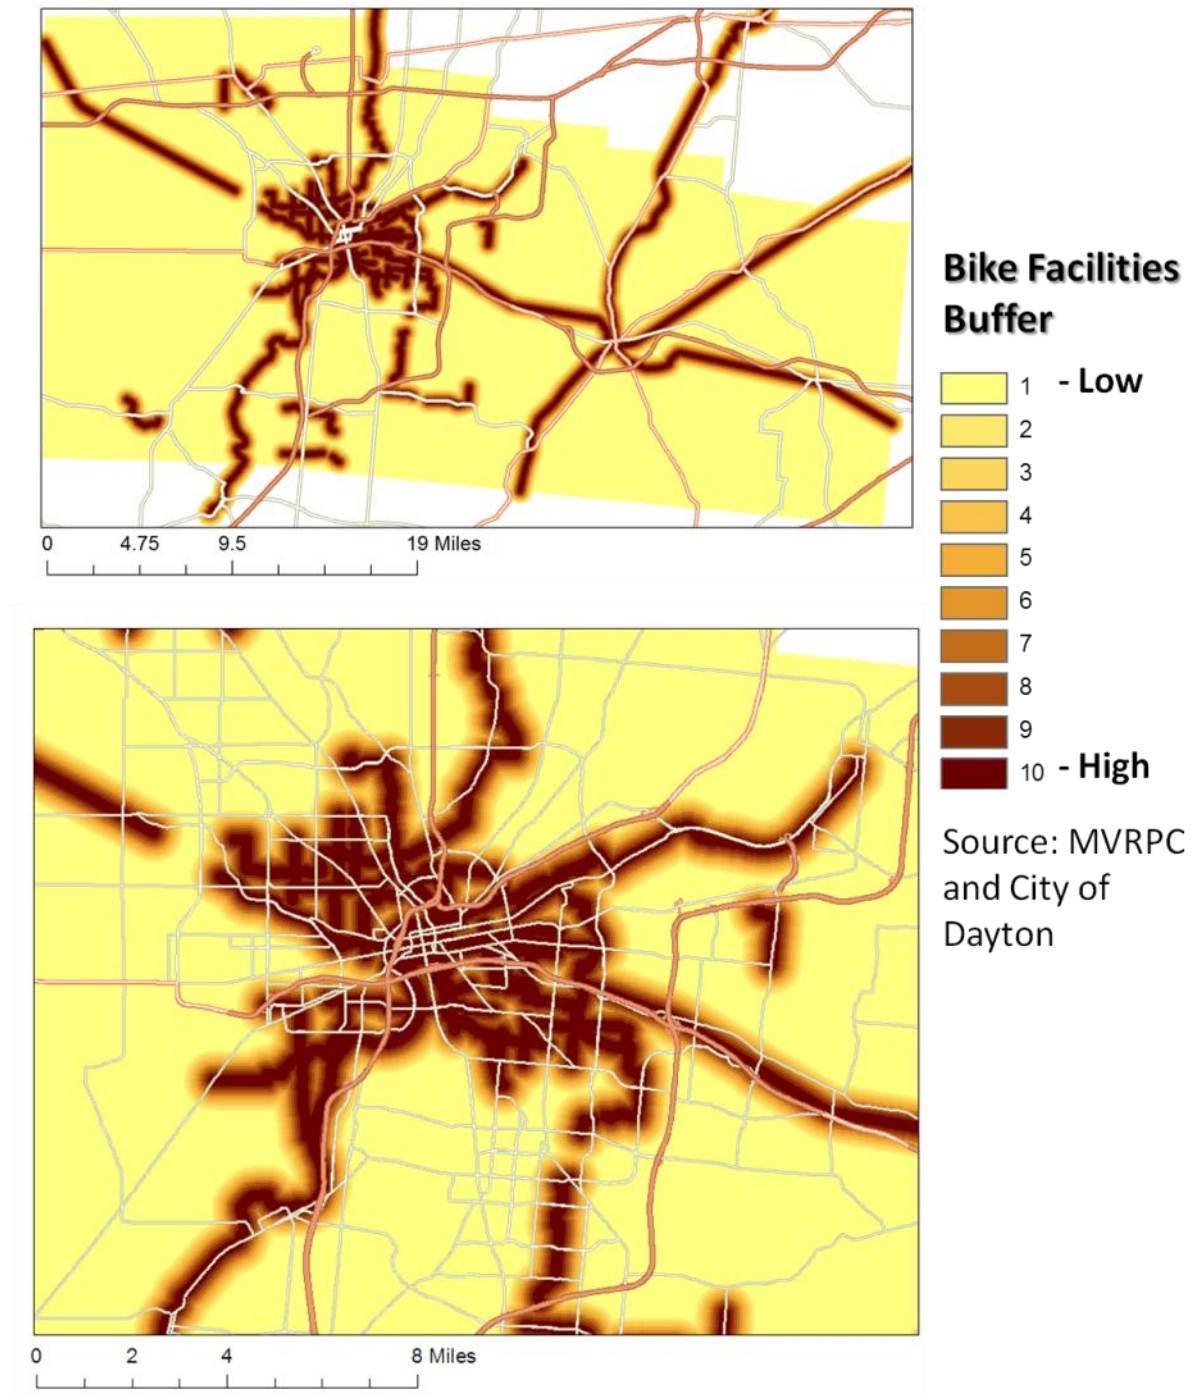 Bike Facilities
Buffer
1 - Low
2
3
4
5
6
7
8
9
10 - High
Source: MVRPC
and City of
Dayton
0 4.75 9.5 19 Miles
0 2 4 8 Miles